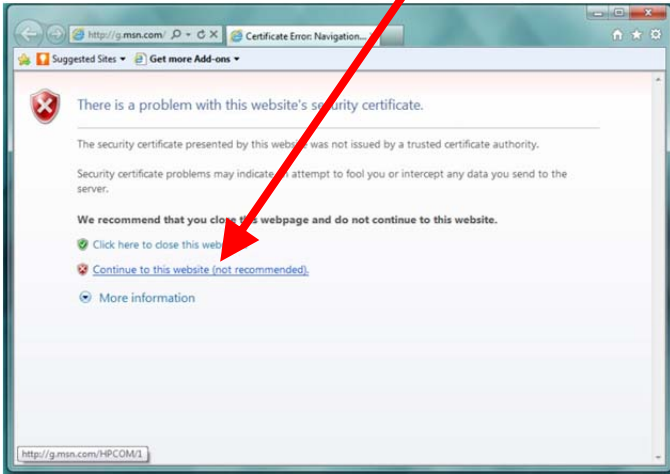 http://g.msn.com/
Certificate Error: Navigation...
Suggested Sites
Get more Add-ons
There is a problem with this website's security certificate.
The security certificate presented by this website was not issued by a trusted certificate authority.
Security certificate problems may indicate an attempt to fool you or intercept any data you send to the
server.
We recommend that you close this webpage and do not continue to this website.
Click here to close this web
Continue to this website (not recommended).
More information
http://g.msn.com/HPCOM/1